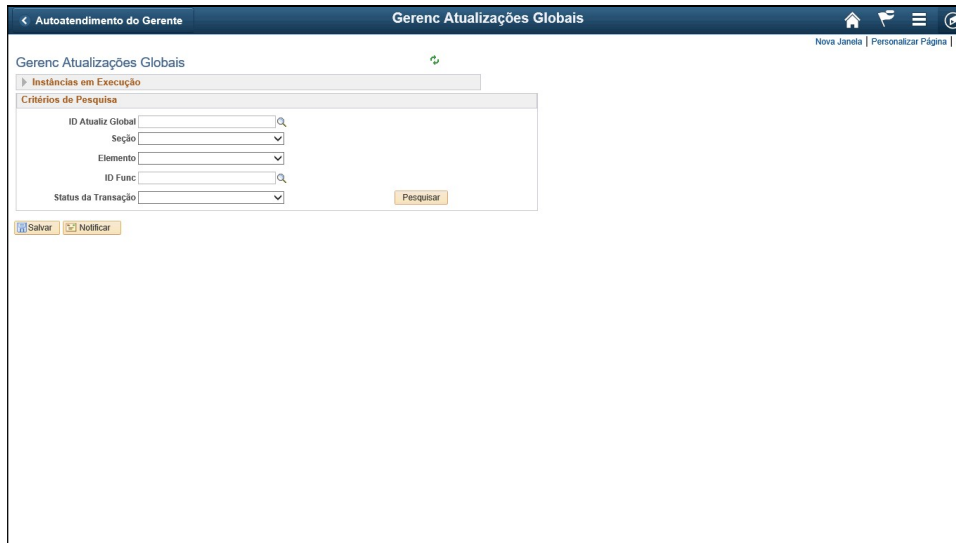 Autoatendimento do Gerente
Gerenc Atualizações Globais
Nova Janela | Personalizar Página |
Gerenc Atualizações Globais
Instâncias em Execução
Critérios de Pesquisa
ID Atualiz Global
Seção
Elemento
ID Func
Status da Transação
Pesquisar
Salvar
Notificar